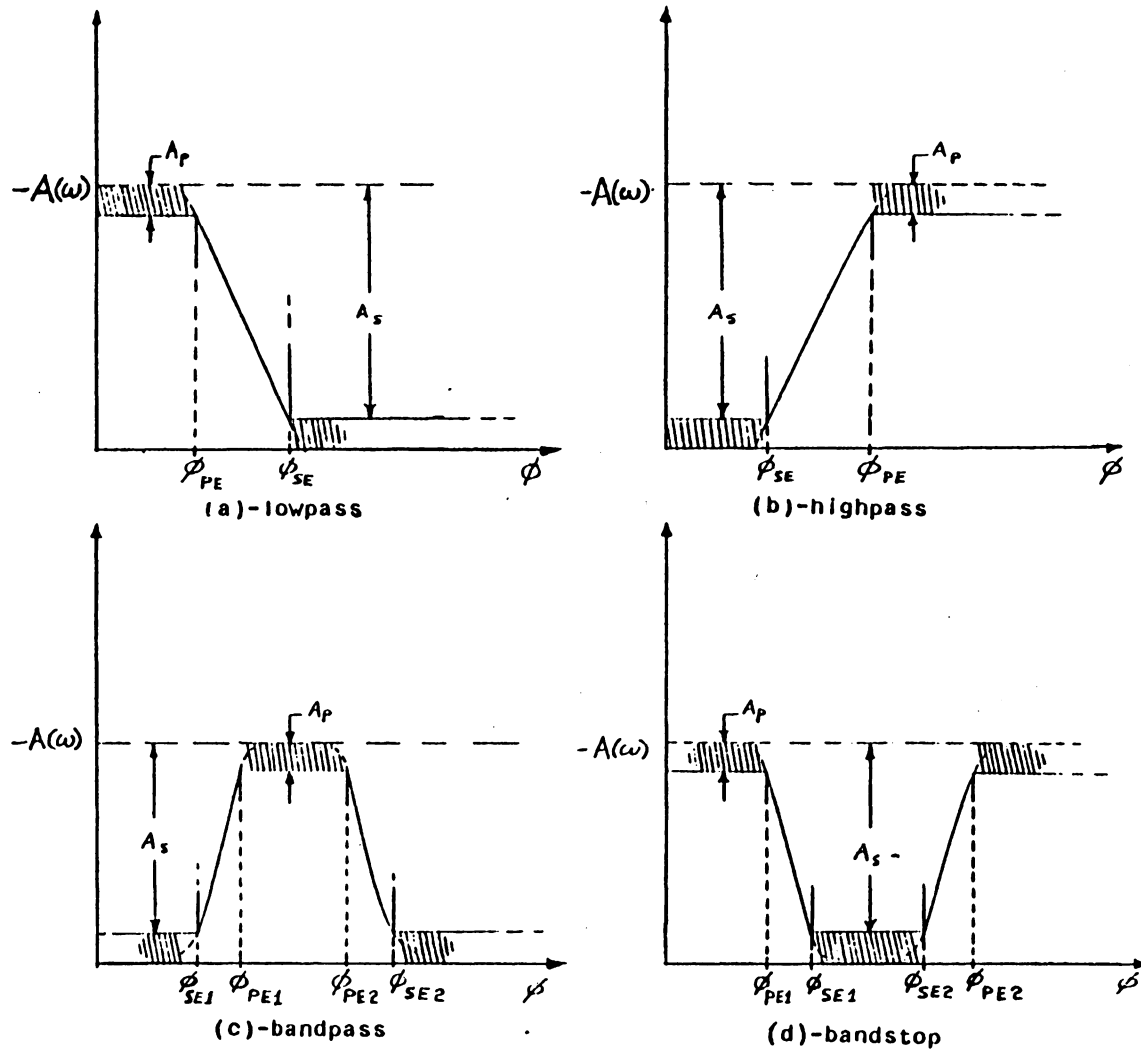 A_P
-A(ω)
A_S
ϕ_PE
ϕ_SE
ϕ
(a)-lowpass
A_P
-A(ω)
A_S
ϕ_SE
ϕ_PE
ϕ
(b)-highpass
A_P
-A(ω)
A_S
ϕ_SE1
ϕ_PE1
ϕ_PE2
ϕ_SE2
ϕ
(c)-bandpass
A_P
-A(ω)
A_S
ϕ_PE1
ϕ_SE1
ϕ_SE2
ϕ_PE2
ϕ
(d)-bandstop